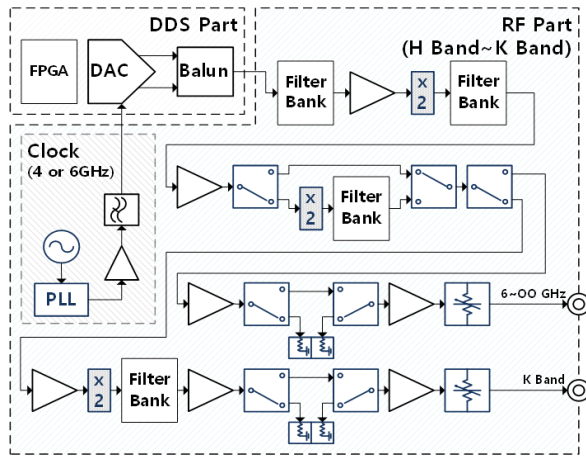 DDS Part
RF Part
(H Band~K Band)
FPGA
DAC
Balun
Filter
Bank
x
2
Filter
Bank
Clock
(4 or 6GHz)
PLL
x
2
Filter
Bank
6~OO GHz
x
2
Filter
Bank
K Band